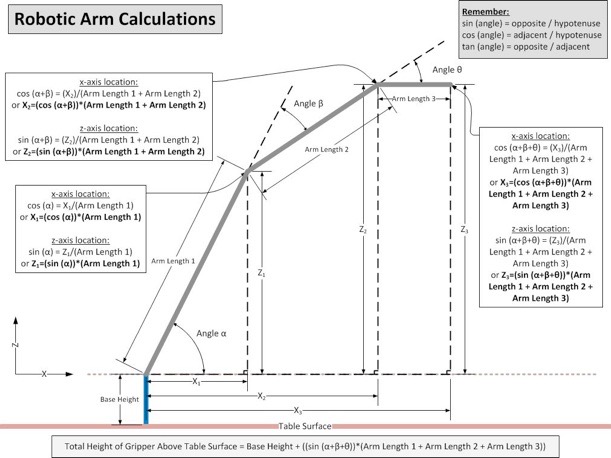 Robotic Arm Calculations
Remember:
sin (angle) = opposite / hypotenuse
cos (angle) = adjacent / hypotenuse
tan (angle) = opposite / adjacent
Angle θ
x-axis location:
cos (α+β) = (X₂)/(Arm Length 1 + Arm Length 2)
or X₂=(cos (α+β))*(Arm Length 1 + Arm Length 2)
z-axis location:
sin (α+β) = (Z₂)/(Arm Length 1 + Arm Length 2)
or Z₂=(sin (α+β))*(Arm Length 1 + Arm Length 2)
Angle β
Arm Length 3
Arm Length 2
x-axis location:
cos (α+β+θ) = (X₃)/(Arm
Length 1 + Arm Length 2 +
Arm Length 3)
or X₃=(cos (α+β+θ))*(Arm
Length 1 + Arm Length 2 +
Arm Length 3)
z-axis location:
sin (α+β+θ) = (Z₃)/(Arm
Length 1 + Arm Length 2 +
Arm Length 3)
or Z₃=(sin (α+β+θ))*(Arm
Length 1 + Arm Length 2 +
Arm Length 3)
x-axis location:
cos (α) = X₁/(Arm Length 1)
or X₁=(cos (α))*(Arm Length 1)
z-axis location:
sin (α) = Z₁/(Arm Length 1)
or Z₁=(sin (α))*(Arm Length 1)
Arm Length 1
Z₁
Z₂
Z₃
Angle α
Z
X
Base Height
X₁
X₂
X₃
Table Surface
Total Height of Gripper Above Table Surface = Base Height + ((sin (α+β+θ))*(Arm Length 1 + Arm Length 2 + Arm Length 3))